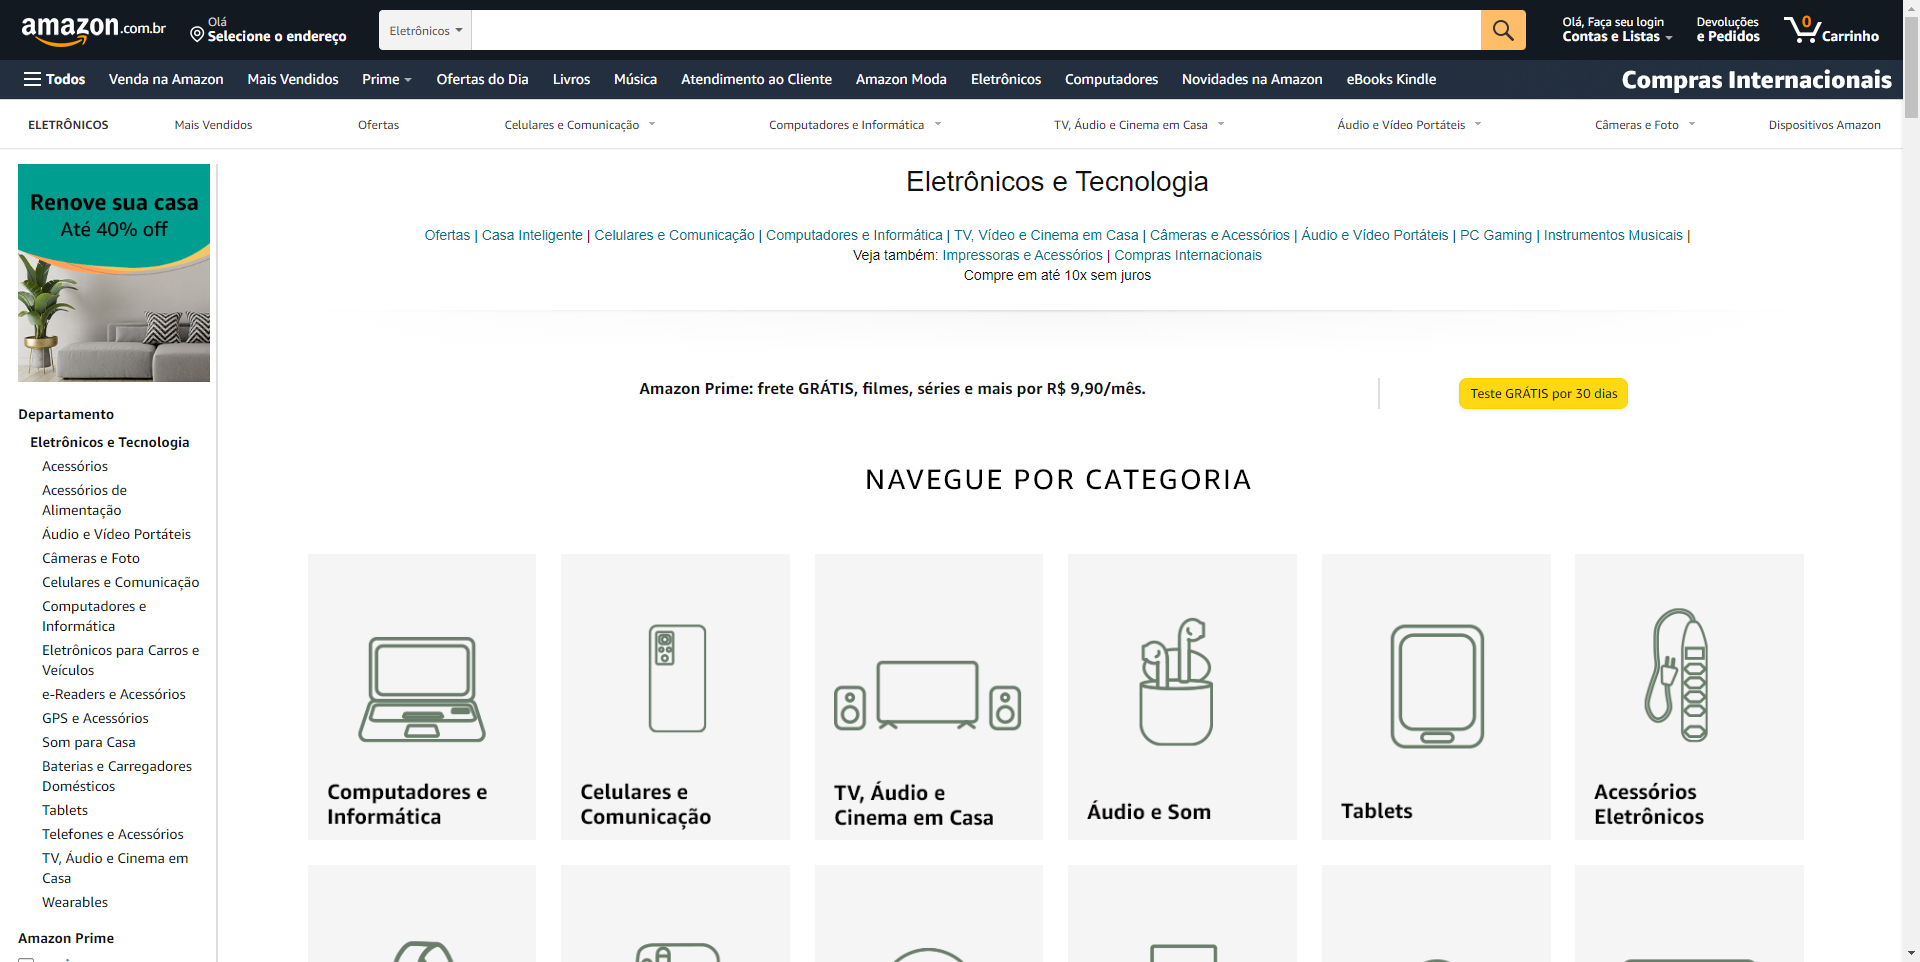 amazon.com.br
Olá
Selecione o endereço
Eletrônicos
Olá, Faça seu login
Contas e Listas
Devoluções
e Pedidos
0
Carrinho
Todos
Venda na Amazon
Mais Vendidos
Prime
Ofertas do Dia
Livros
Música
Atendimento ao Cliente
Amazon Moda
Eletrônicos
Computadores
Novidades na Amazon
eBooks Kindle
Compras Internacionais
ELETRÔNICOS
Mais Vendidos
Ofertas
Celulares e Comunicação
Computadores e Informática
TV, Áudio e Cinema em Casa
Áudio e Vídeo Portáteis
Câmeras e Foto
Dispositivos Amazon
Renove sua casa
Até 40% off
Departamento
Eletrônicos e Tecnologia
Acessórios
Acessórios de
Alimentação
Áudio e Vídeo Portáteis
Câmeras e Foto
Celulares e Comunicação
Computadores e
Informática
Eletrônicos para Carros e
Veículos
e-Readers e Acessórios
GPS e Acessórios
Som para Casa
Baterias e Carregadores
Domésticos
Tablets
Telefones e Acessórios
TV, Áudio e Cinema em
Casa
Wearables
Amazon Prime
Eletrônicos e Tecnologia
Ofertas | Casa Inteligente | Celulares e Comunicação | Computadores e Informática | TV, Vídeo e Cinema em Casa | Câmeras e Acessórios | Áudio e Vídeo Portáteis | PC Gaming | Instrumentos Musicais |
Veja também: Impressoras e Acessórios | Compras Internacionais
Compre em até 10x sem juros
Amazon Prime: frete GRÁTIS, filmes, séries e mais por R$ 9,90/mês.
Teste GRÁTIS por 30 dias
NAVEGUE POR CATEGORIA
Computadores e
Informática
Celulares e
Comunicação
TV, Áudio e
Cinema em Casa
Áudio e Som
Tablets
Acessórios
Eletrônicos